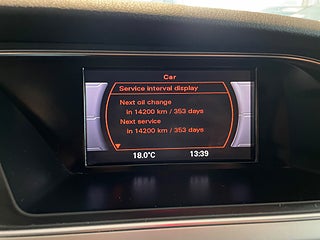 Car
Service interval display
Next oil change
in 14200 km / 353 days
Next service
in 14200 km / 353 days
18.0°C 13:39